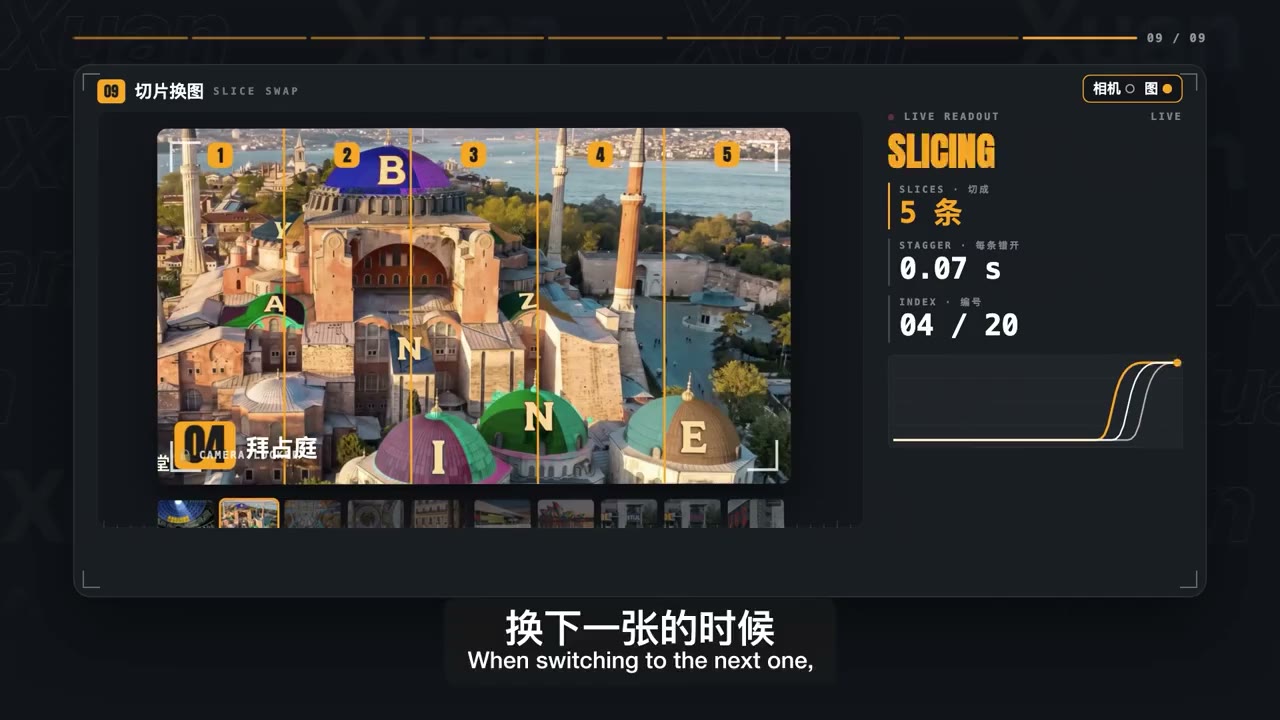 09 / 09
09 切片换图 SLICE SWAP
相机 图
LIVE READOUT LIVE
SLICING
SLICES · 切成
5 条
STAGGER · 每条错开
0.07 s
INDEX · 编号
04 / 20
1 2 3 4 5
B
Y
A
Z
N
N
I
E
04 拜占庭
换下一张的时候
When switching to the next one,